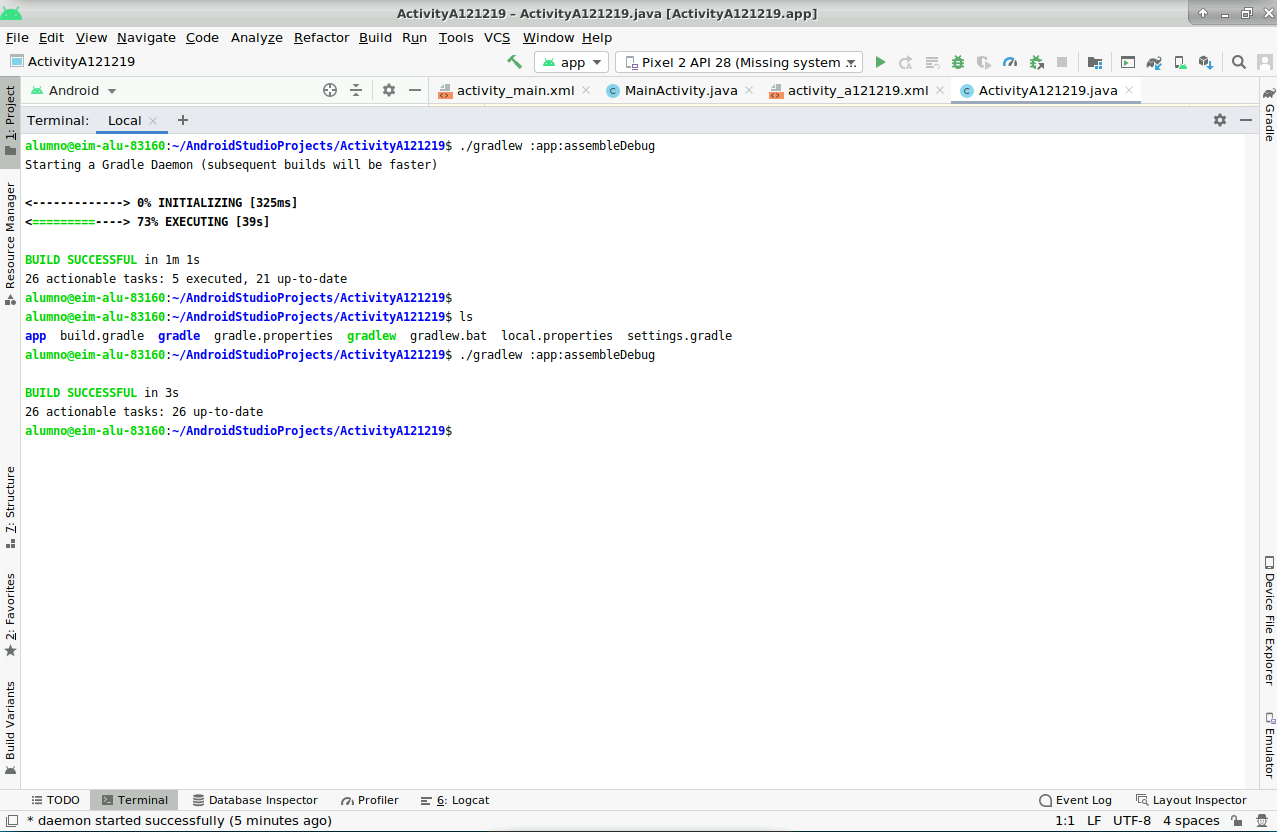 ActivityA121219 – ActivityA121219.java [ActivityA121219.app]
File Edit View Navigate Code Analyze Refactor Build Run Tools VCS Window Help
ActivityA121219 app Pixel 2 API 28 (Missing system ...
Android activity_main.xml MainActivity.java activity_a121219.xml ActivityA121219.java
Terminal: Local +
alumno@eim-alu-83160:~/AndroidStudioProjects/ActivityA121219$ ./gradlew :app:assembleDebug
Starting a Gradle Daemon (subsequent builds will be faster)
<-------------> 0% INITIALIZING [325ms]
<=========----> 73% EXECUTING [39s]
BUILD SUCCESSFUL in 1m 1s
26 actionable tasks: 5 executed, 21 up-to-date
alumno@eim-alu-83160:~/AndroidStudioProjects/ActivityA121219$
alumno@eim-alu-83160:~/AndroidStudioProjects/ActivityA121219$ ls
app build.gradle gradle gradle.properties gradlew gradlew.bat local.properties settings.gradle
alumno@eim-alu-83160:~/AndroidStudioProjects/ActivityA121219$ ./gradlew :app:assembleDebug
BUILD SUCCESSFUL in 3s
26 actionable tasks: 26 up-to-date
alumno@eim-alu-83160:~/AndroidStudioProjects/ActivityA121219$
1: Project
Resource Manager
7: Structure
2: Favorites
Build Variants
Gradle
Device File Explorer
Emulator
TODO Terminal Database Inspector Profiler 6: Logcat Event Log Layout Inspector
* daemon started successfully (5 minutes ago) 1:1 LF UTF-8 4 spaces